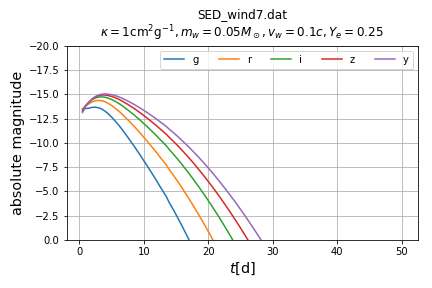 SED_wind7.dat
κ = 1cm²g⁻¹, m_w = 0.05M_⊙, v_w = 0.1c, Y_e = 0.25
g r i z y
absolute magnitude
−20.0
−17.5
−15.0
−12.5
−10.0
−7.5
−5.0
−2.5
0.0
0 10 20 30 40 50
t[d]